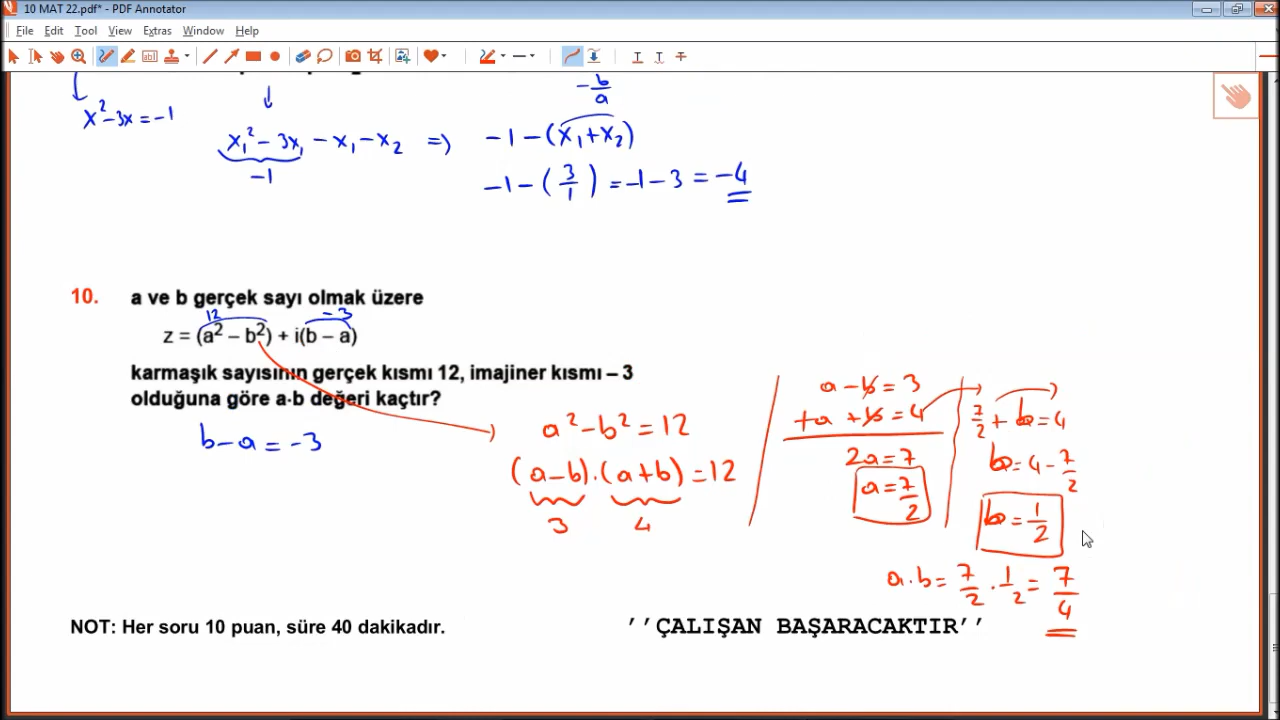 10 MAT 22.pdf* - PDF Annotator
File Edit Tool View Extras Window Help
x² - 3x = -1
x₁² - 3x₁ - x₁ - x₂ ⇒ -1 - (x₁ + x₂)
-b/a
-1
-1 - (3/1) = -1 - 3 = -4
10. a ve b gerçek sayı olmak üzere
12 -3
z = (a² – b²) + i(b – a)
karmaşık sayısının gerçek kısmı 12, imajiner kısmı – 3
olduğuna göre a·b değeri kaçtır?
b - a = -3
a² - b² = 12
(a - b)·(a + b) = 12
3 4
a - b = 3
+a + b = 4
2a = 7
a = 7/2
7/2 + b = 4
b = 4 - 7/2
b = 1/2
a·b = 7/2 · 1/2 = 7/4
NOT: Her soru 10 puan, süre 40 dakikadır.
’’ÇALIŞAN BAŞARACAKTIR’’